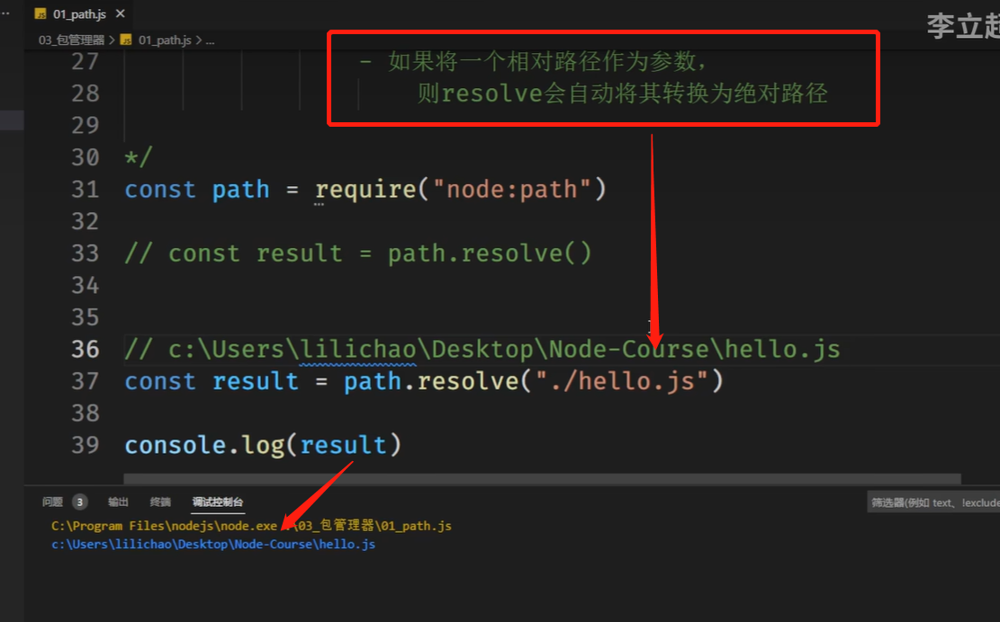 01_path.js
李立超
03_包管理器 > 01_path.js > ...
27 - 如果将一个相对路径作为参数，
28 则resolve会自动将其转换为绝对路径
29
30 */
31 const path = require("node:path")
32
33 // const result = path.resolve()
34
35
36 // c:\Users\lilichao\Desktop\Node-Course\hello.js
37 const result = path.resolve("./hello.js")
38
39 console.log(result)
问题 3 输出 终端 调试控制台 筛选器(例如 text、!exclude
C:\Program Files\nodejs\node.exe \03_包管理器\01_path.js
c:\Users\lilichao\Desktop\Node-Course\hello.js